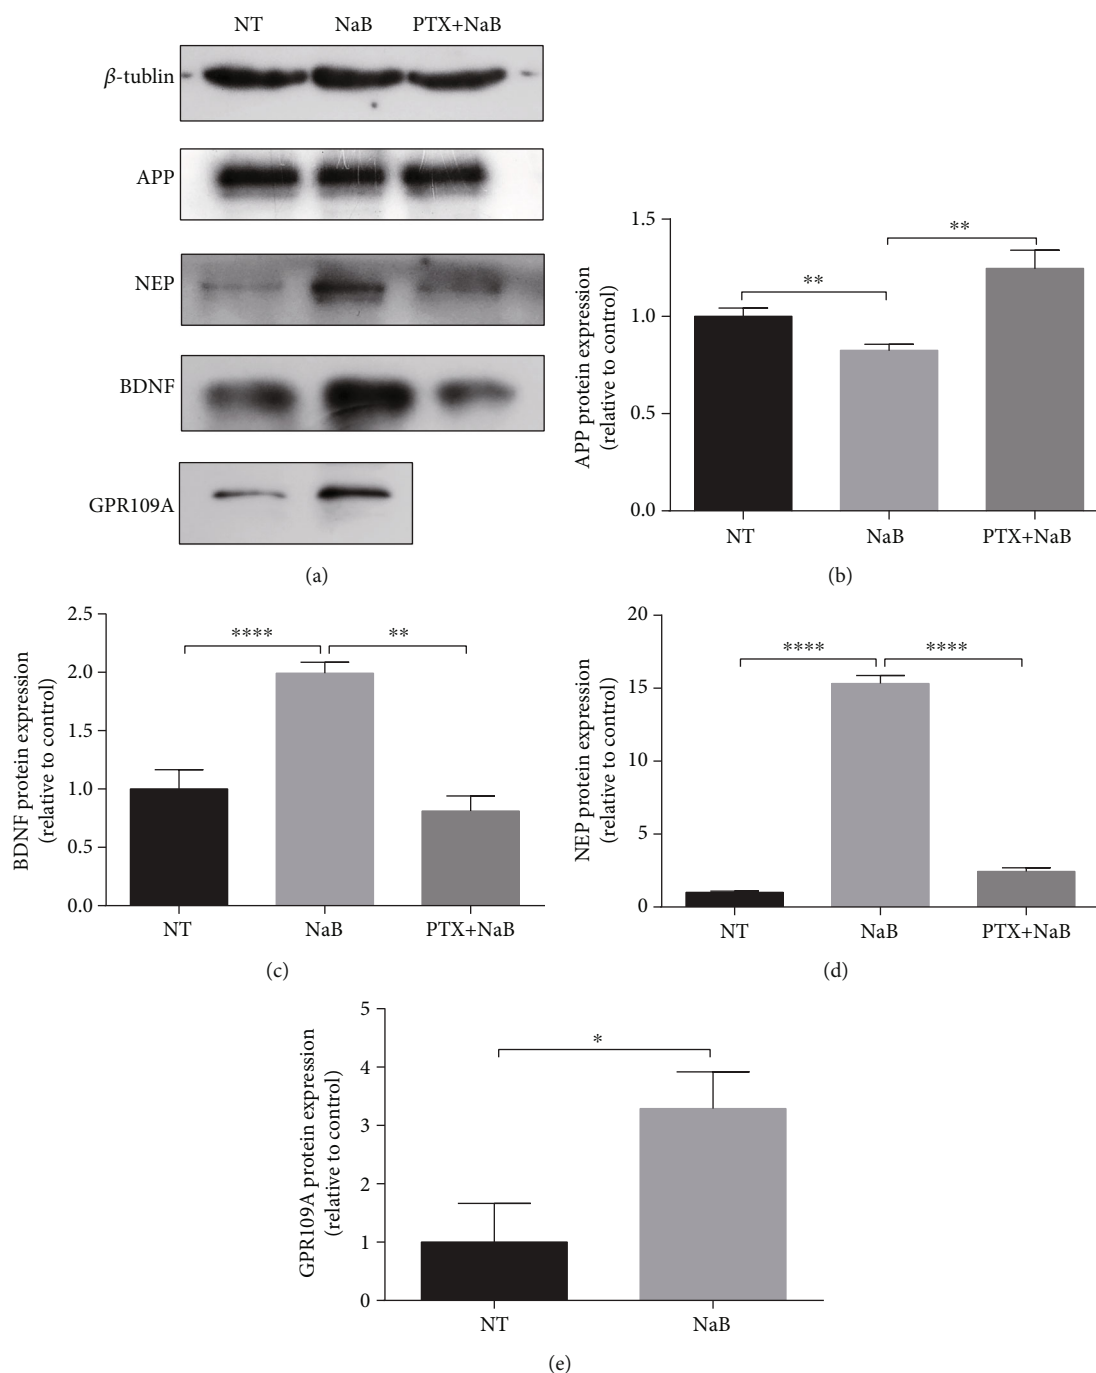 NT NaB PTX+NaB
β-tublin
APP
NEP
BDNF
GPR109A
(a)
APP protein expression
(relative to control)
1.5
1.0
0.5
0.0
**
**
NT NaB PTX+NaB
(b)
BDNF protein expression
(relative to control)
2.5
2.0
1.5
1.0
0.5
0.0
**** **
NT NaB PTX+NaB
(c)
NEP protein expression
(relative to control)
20
15
10
5
0
**** ****
NT NaB PTX+NaB
(d)
GPR109A protein expression
(relative to control)
5
4
3
2
1
0
*
NT NaB
(e)